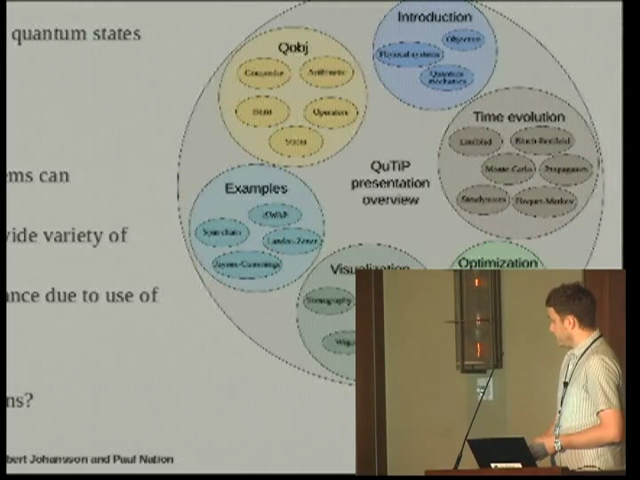 quantum states
ems can
vide variety of
ance due to use of
ns?
bert Johansson and Paul Nation
Introduction
Objective
Physical systems
Quantum mechanics
Qobj
Composite
Arithmetic
Operators
States
Time evolution
Lindblad
Bloch-Redfield
Monte-Carlo
Propagators
Steadystates
Floquet-Markov
QuTiP
presentation
overview
Examples
iSWAP
Spin chain
Landau-Zener
Jaynes-Cummings
Visualization
Tomography
Optimization